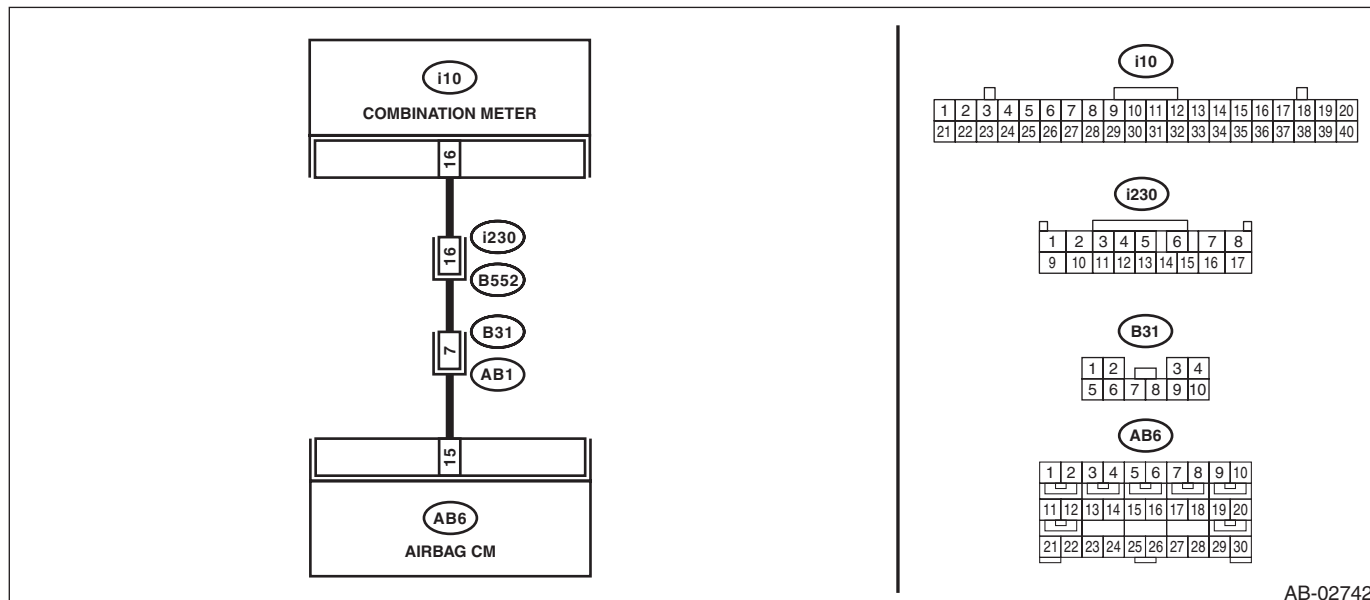 i10
COMBINATION METER
16
16
i230
B552
7
B31
AB1
15
AB6
AIRBAG CM
i10
1 2 3 4 5 6 7 8 9 10 11 12 13 14 15 16 17 18 19 20
21 22 23 24 25 26 27 28 29 30 31 32 33 34 35 36 37 38 39 40
i230
1 2 3 4 5 6 7 8
9 10 11 12 13 14 15 16 17
B31
1 2 3 4
5 6 7 8 9 10
AB6
1 2 3 4 5 6 7 8 9 10
11 12 13 14 15 16 17 18 19 20
21 22 23 24 25 26 27 28 29 30
AB-02742